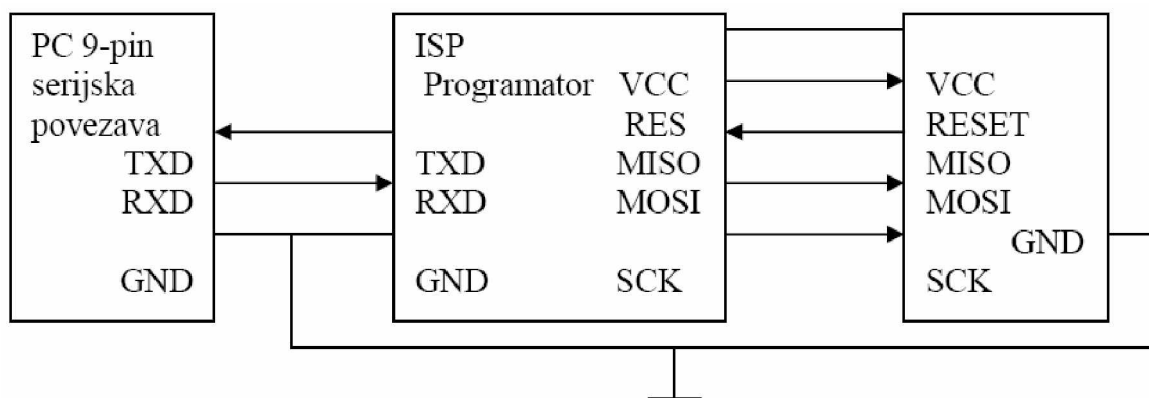 PC 9-pin
serijska
povezava
TXD
RXD
GND
ISP
Programator
TXD
RXD
GND
VCC
RES
MISO
MOSI
SCK
VCC
RESET
MISO
MOSI
GND
SCK